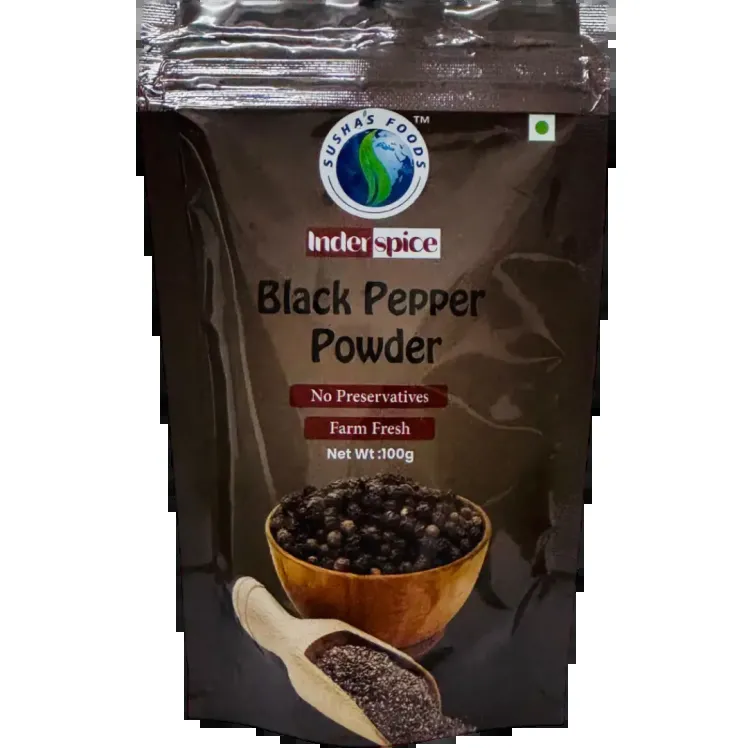 SUSHA'S FOODS
TM
Inderspice
Black Pepper
Powder
No Preservatives
Farm Fresh
Net Wt :100g